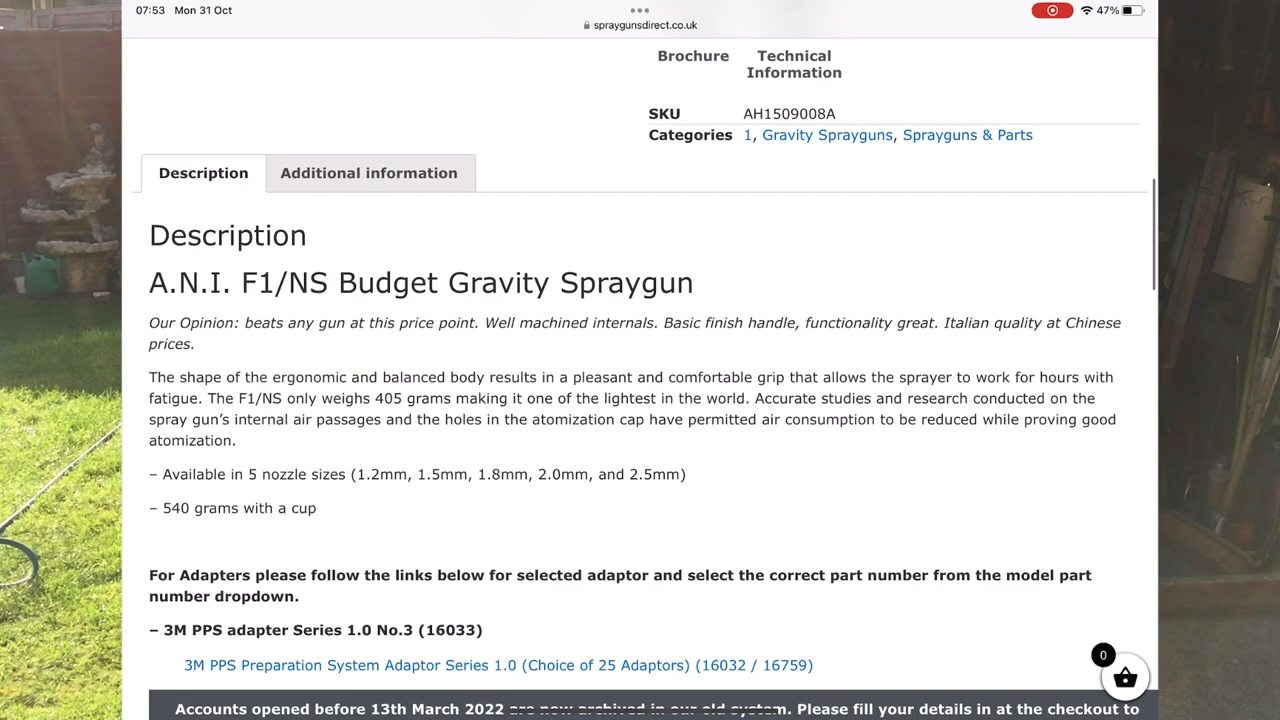 07:53 Mon 31 Oct
47%
spraygunsdirect.co.uk
Brochure Technical Information
SKU AH1509008A
Categories 1, Gravity Sprayguns, Sprayguns & Parts
Description Additional information
Description
A.N.I. F1/NS Budget Gravity Spraygun
Our Opinion: beats any gun at this price point. Well machined internals. Basic finish handle, functionality great. Italian quality at Chinese
prices.
The shape of the ergonomic and balanced body results in a pleasant and comfortable grip that allows the sprayer to work for hours with
fatigue. The F1/NS only weighs 405 grams making it one of the lightest in the world. Accurate studies and research conducted on the
spray gun’s internal air passages and the holes in the atomization cap have permitted air consumption to be reduced while proving good
atomization.
– Available in 5 nozzle sizes (1.2mm, 1.5mm, 1.8mm, 2.0mm, and 2.5mm)
– 540 grams with a cup
For Adapters please follow the links below for selected adaptor and select the correct part number from the model part
number dropdown.
– 3M PPS adapter Series 1.0 No.3 (16033)
3M PPS Preparation System Adaptor Series 1.0 (Choice of 25 Adaptors) (16032 / 16759)
0
Accounts opened before 13th March 2022 are now archived in our old system. Please fill your details in at the checkout to